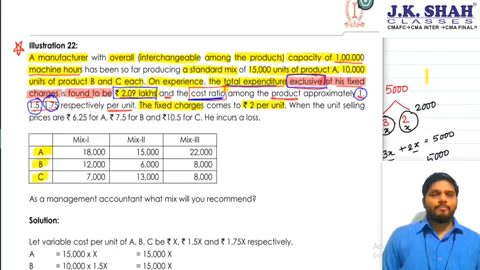 J.K. SHAH
CLASSES
CMAFC→CMA INTER →CMA FINAL
Illustration 22:
A manufacturer with overall (interchangeable among the products) capacity of 1,00,000
machine hours has been so far producing a standard mix of 15,000 units of product A, 10,000
units of product B and C each. On experience, the total expenditure exclusive of his fixed
charges is found to be ₹ 2.09 lakhs and the cost ratio among the product approximately 1,
1.5, 1.75 respectively per unit. The fixed charges comes to ₹ 2 per unit. When the unit selling
prices are ₹ 6.25 for A, ₹ 7.5 for B and ₹10.5 for C. He incurs a loss.
Mix-I Mix-II Mix-III
A 18,000 15,000 22,000
B 12,000 6,000 8,000
C 7,000 13,000 8,000
As a management accountant what mix will you recommend?
Solution:
Let variable cost per unit of A, B, C be ₹ X, ₹ 1.5X and ₹ 1.75X respectively.
A = 15,000 x X = 15,000 X
B = 10,000 x 1.5X = 15,000 X
5000
2000
3 2
x x
3x + 2x = 5000
5000